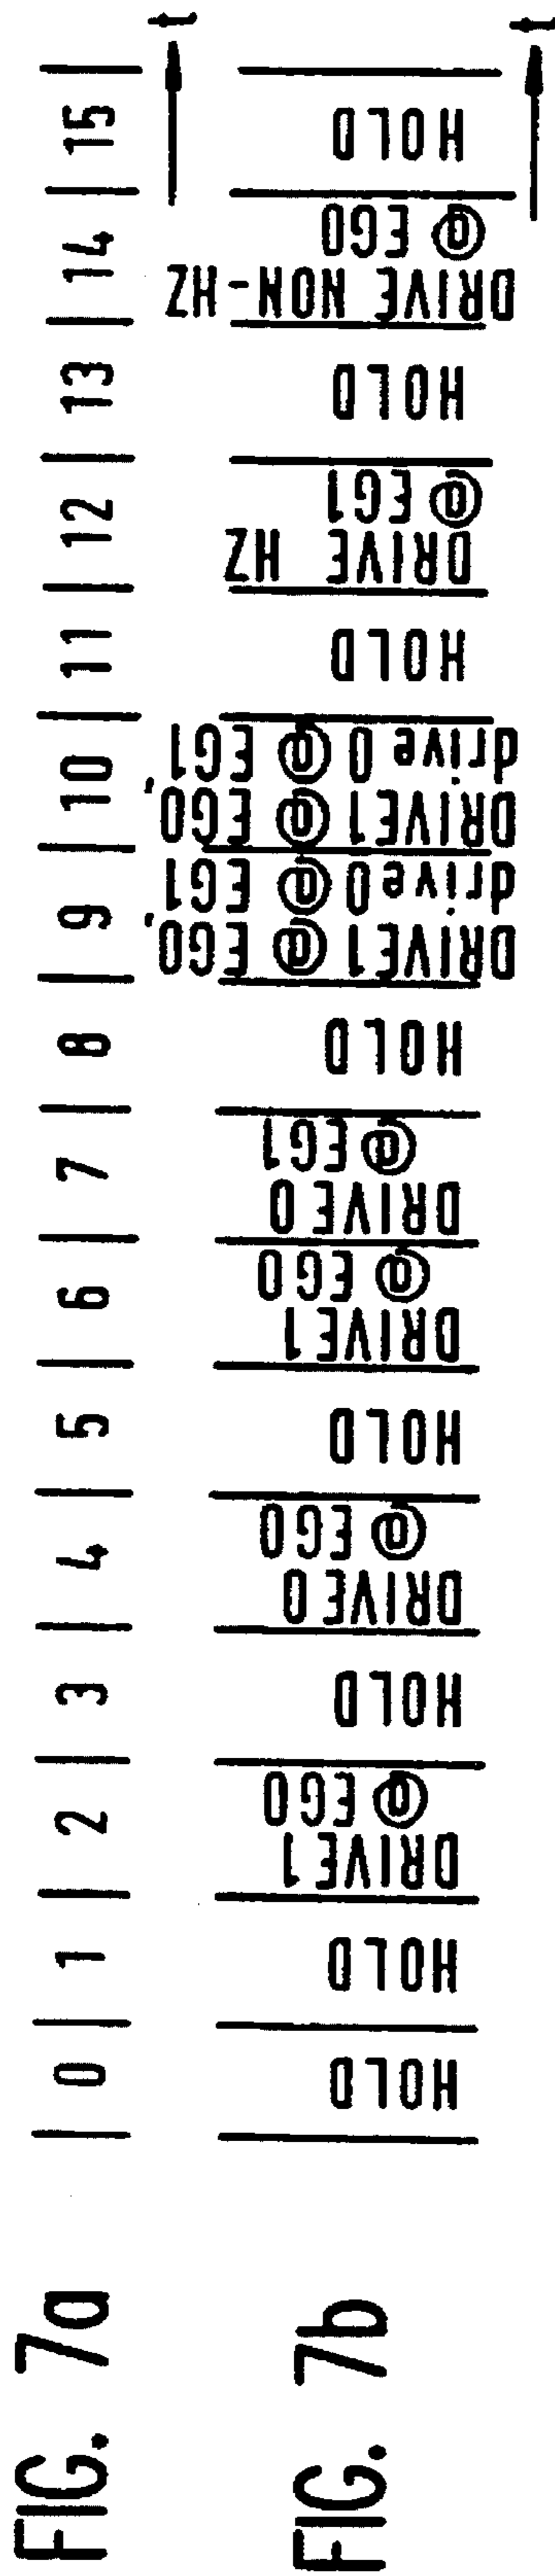 FIG. 7a
0 1 2 3 4 5 6 7 8 9 10 11 12 13 14 15 t
FIG. 7b
HOLD
HOLD
DRIVE1
@ EG0
HOLD
DRIVE0
@ EG0
HOLD
DRIVE1
@ EG0
DRIVE 0
@ EG1
HOLD
DRIVE1 @ EG0,
drive0 @ EG1
DRIVE1 @ EG0,
drive 0 @ EG1,
HOLD
DRIVE HZ
@ EG1
HOLD
DRIVE NON-HZ
@ EG0
HOLD
t